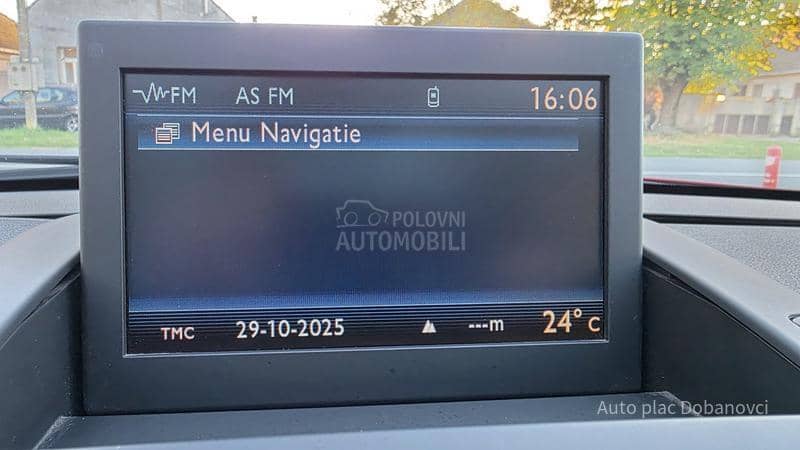 FM AS FM 16:06
Menu Navigatie
POLOVNI
AUTOMOBILI
TMC 29-10-2025 ---m 24° C
Auto plac Dobanovci